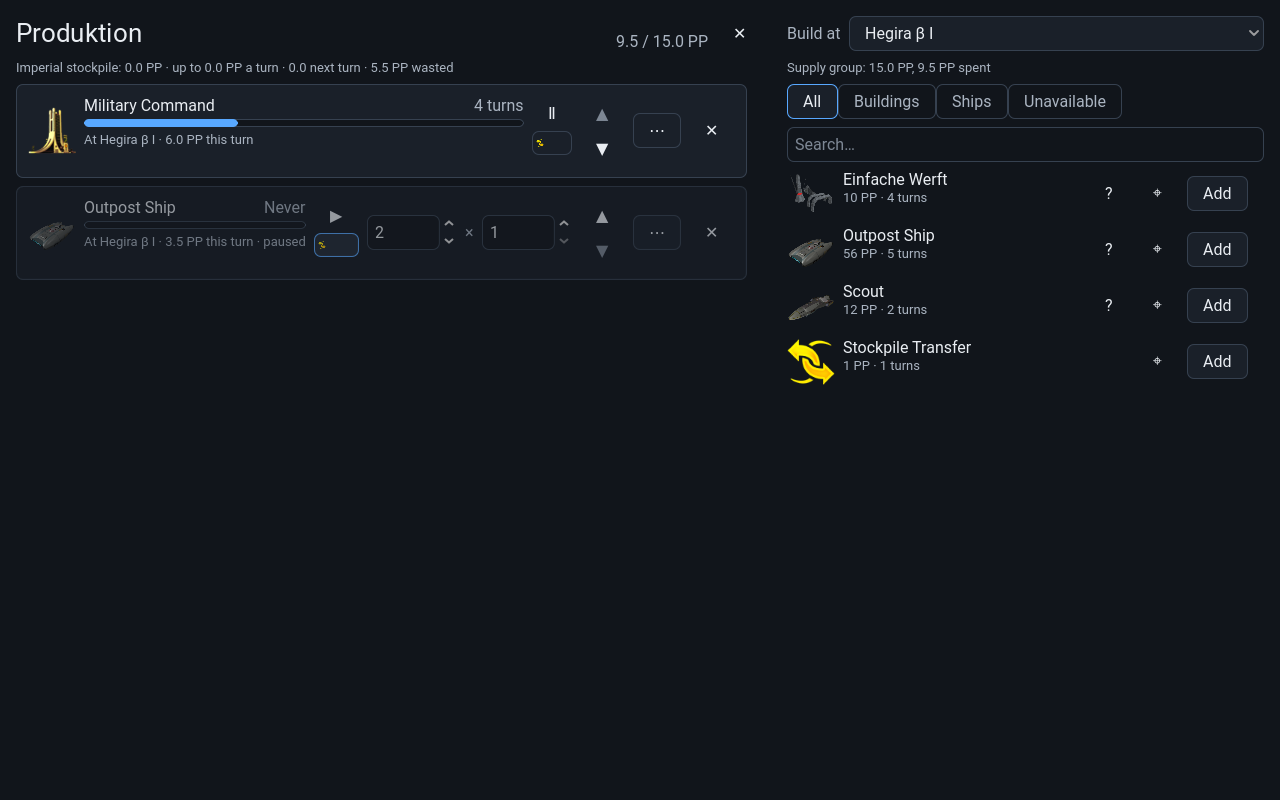 Produktion
9.5 / 15.0 PP
×
Imperial stockpile: 0.0 PP · up to 0.0 PP a turn · 0.0 next turn · 5.5 PP wasted
Military Command
4 turns
At Hegira β I · 6.0 PP this turn
Outpost Ship
Never
At Hegira β I · 3.5 PP this turn · paused
2 × 1
Build at
Hegira β I
Supply group: 15.0 PP, 9.5 PP spent
All
Buildings
Ships
Unavailable
Search…
Einfache Werft
10 PP · 4 turns
?
Add
Outpost Ship
56 PP · 5 turns
?
Add
Scout
12 PP · 2 turns
?
Add
Stockpile Transfer
1 PP · 1 turns
Add